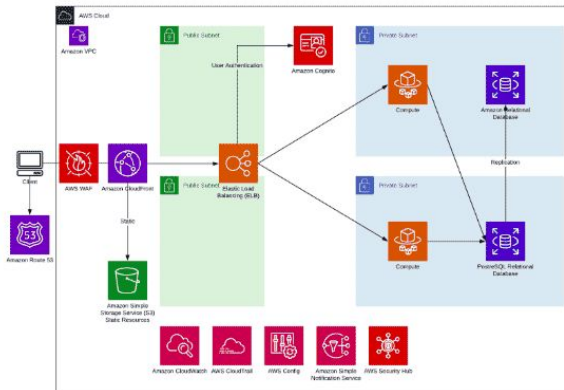 AWS Cloud
Amazon VPC
Public Subnet
Private Subnet
User Authentication
Amazon Cognito
Compute
Amazon Relational
Database
Replication
Client
AWS WAF
Amazon CloudFront
Elastic Load
Balancing (ELB)
Public Subnet
Private Subnet
Static
53
Amazon Route 53
Compute
PostgreSQL Relational
Database
Amazon Simple
Storage Service (S3)
Static Resources
Amazon CloudWatch
AWS CloudTrail
AWS Config
Amazon Simple
Notification Service
AWS Security Hub